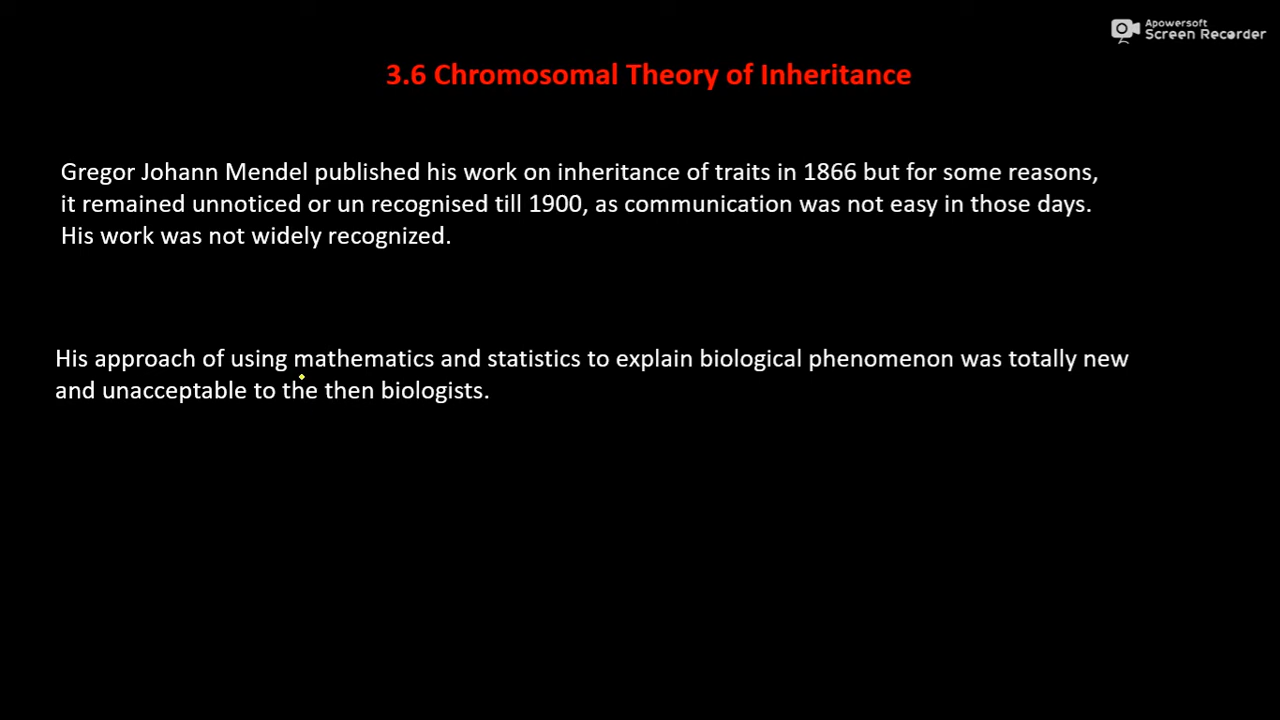 Apowersoft
Screen Recorder
3.6 Chromosomal Theory of Inheritance
Gregor Johann Mendel published his work on inheritance of traits in 1866 but for some reasons,
it remained unnoticed or un recognised till 1900, as communication was not easy in those days.
His work was not widely recognized.
His approach of using mathematics and statistics to explain biological phenomenon was totally new
and unacceptable to the then biologists.